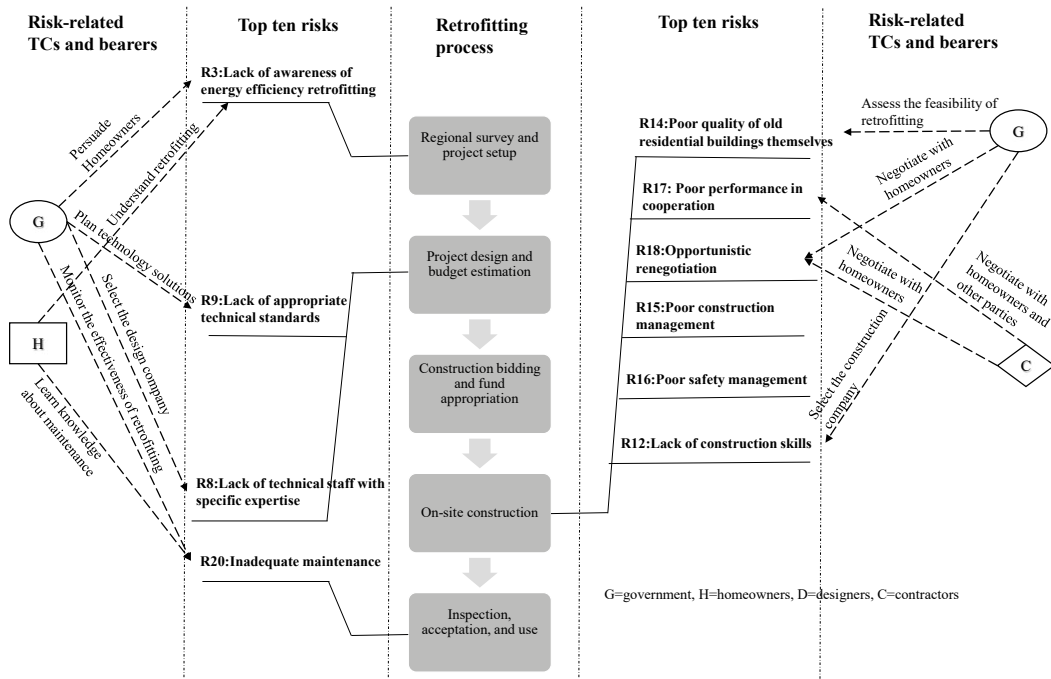 Risk-related
TCs and bearers
Top ten risks
Retrofitting
process
Top ten risks
Risk-related
TCs and bearers
Persuade
Homeowners
Understand retrofitting
G
Plan technology solutions
Select the design company
Monitor the effectiveness of retrofitting
H
Learn knowledge
about maintenance
R3:Lack of awareness of
energy efficiency retrofitting
R9:Lack of appropriate
technical standards
R8:Lack of technical staff with
specific expertise
R20:Inadequate maintenance
Regional survey and
project setup
Project design and
budget estimation
Construction bidding
and fund
appropriation
On-site construction
Inspection,
acceptation, and use
R14:Poor quality of old
residential buildings themselves
R17: Poor performance in
cooperation
R18:Opportunistic
renegotiation
R15:Poor construction
management
R16:Poor safety management
R12:Lack of construction skills
Assess the feasibility of
retrofitting
G
Negotiate with
homeowners
Negotiate with
homeowners
Negotiate with
homeowners and
other parties
C
Select the construction
company
G=government, H=homeowners, D=designers, C=contractors